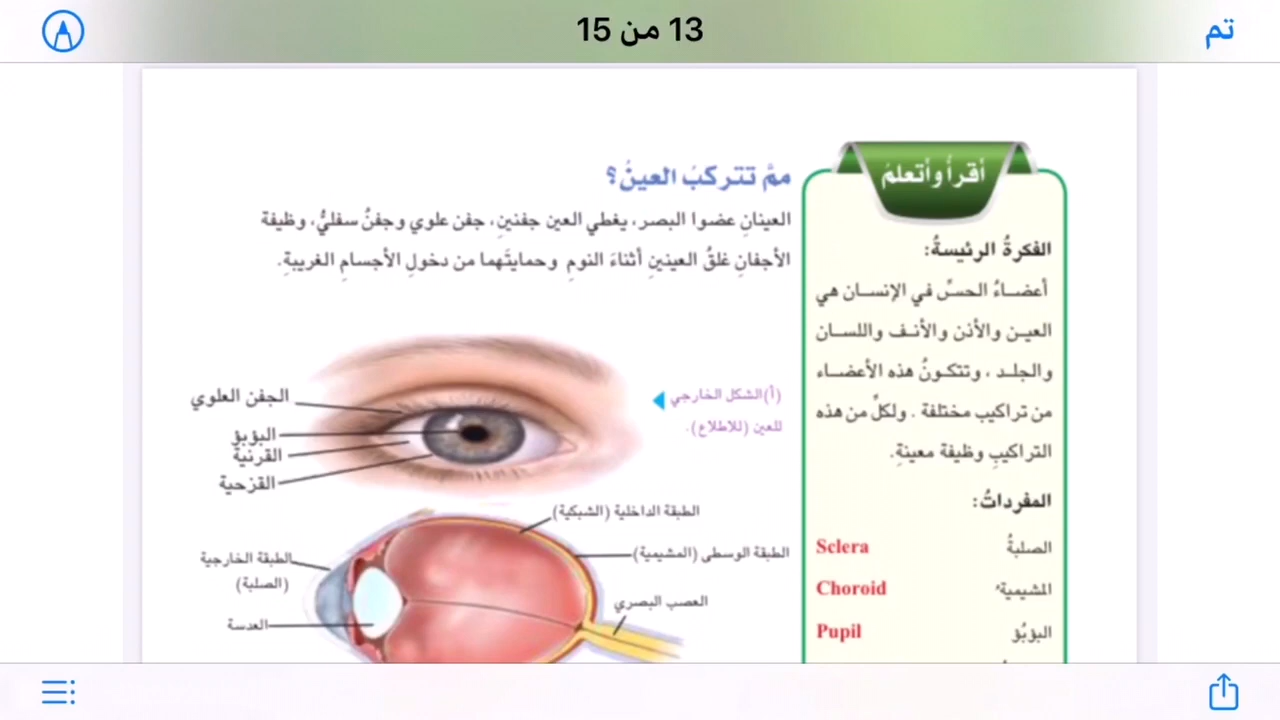 تم
13 من 15
أقرأ وأتعلمُ
الفكرةُ الرئيسةُ:
أعضاءُ الحسِّ في الإنسان هي
العين والأذن والأنف واللسان
والجلد ، وتتكونُ هذه الأعضاء
من تراكيب مختلفة . ولكلٍّ من هذه
التراكيبِ وظيفة معينةِ.
المفرداتُ:
الصلبةُ Sclera
المشيمية Choroid
البؤبُؤ Pupil
ممَّ تتركبُ العينُ؟
العينانِ عضوا البصر، يغطي العين جفنينِ، جفن علوي وجفنٌ سفليٌّ، وظيفة
الأجفانِ غلقُ العينينِ أثناءَ النومِ وحمايتَهما من دخولِ الأجسامِ الغريبةِ.
(أ) الشكل الخارجي
للعين (للاطلاع).
الجفن العلوي
البؤبؤ
القرنية
القزحية
الطبقة الداخلية (الشبكية)
الطبقة الوسطى (المشيمية)
العصب البصري
الطبقة الخارجية
(الصلبة)
العدسة